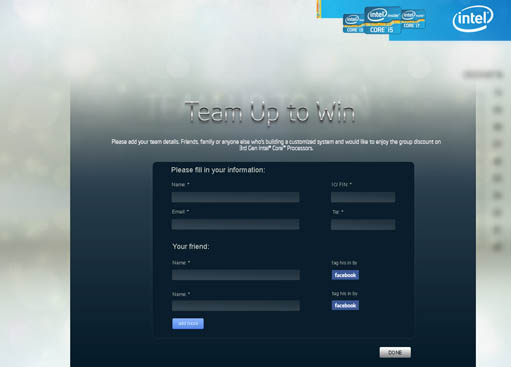 intel
intel inside
CORE i3
intel inside
CORE i5
intel inside
CORE i7
Team Up to Win
Please add your team details. Friends, family or anyone else who's building a customized system and would like to enjoy the group discount on
3rd Gen Intel® Core™ Processors.
Please fill in your information:
Name: * IC/ FIN: *
Email: * Tel: *
Your friend:
Name: * tag his in by
facebook
Name: * tag his in by
facebook
add more
DONE